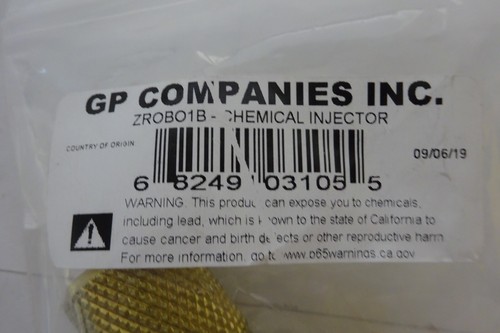 GP COMPANIES INC.
ZROBO1B - CHEMICAL INJECTOR
COUNTRY OF ORIGIN
09/06/19
6 82491 03105 5
WARNING: This product can expose you to chemicals,
including lead, which is known to the state of California to
cause cancer and birth defects or other reproductive harm
For more information, go to www.p65warnings.ca.gov